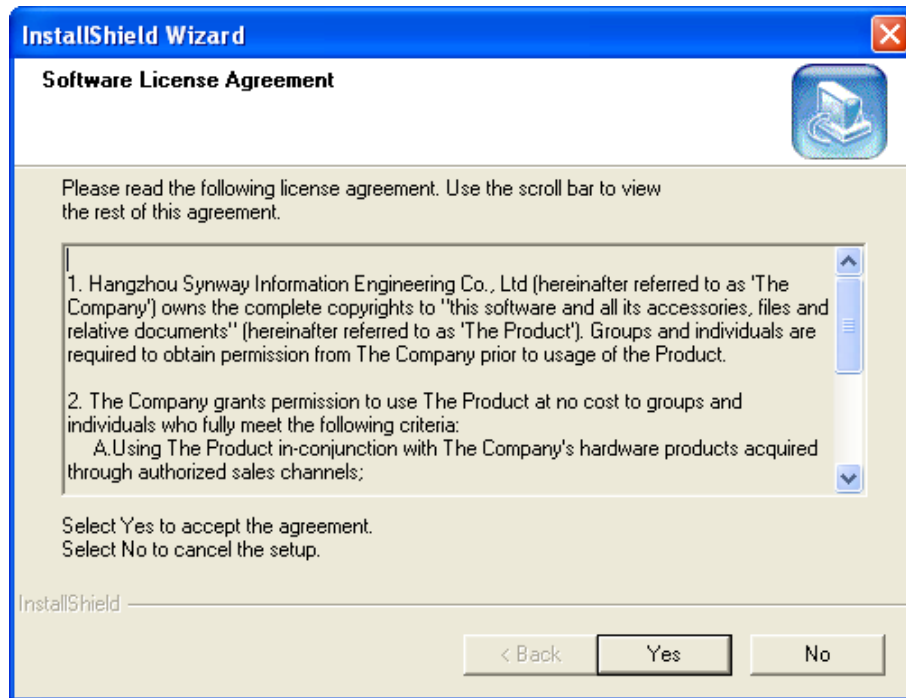 InstallShield Wizard
Software License Agreement
Please read the following license agreement. Use the scroll bar to view
the rest of this agreement.
1. Hangzhou Synway Information Engineering Co., Ltd (hereinafter referred to as 'The
Company') owns the complete copyrights to "this software and all its accessories, files and
relative documents" (hereinafter referred to as 'The Product'). Groups and individuals are
required to obtain permission from The Company prior to usage of the Product.
2. The Company grants permission to use The Product at no cost to groups and
individuals who fully meet the following criteria:
A.Using The Product in-conjunction with The Company's hardware products acquired
through authorized sales channels;
Select Yes to accept the agreement.
Select No to cancel the setup.
InstallShield
< Back Yes No